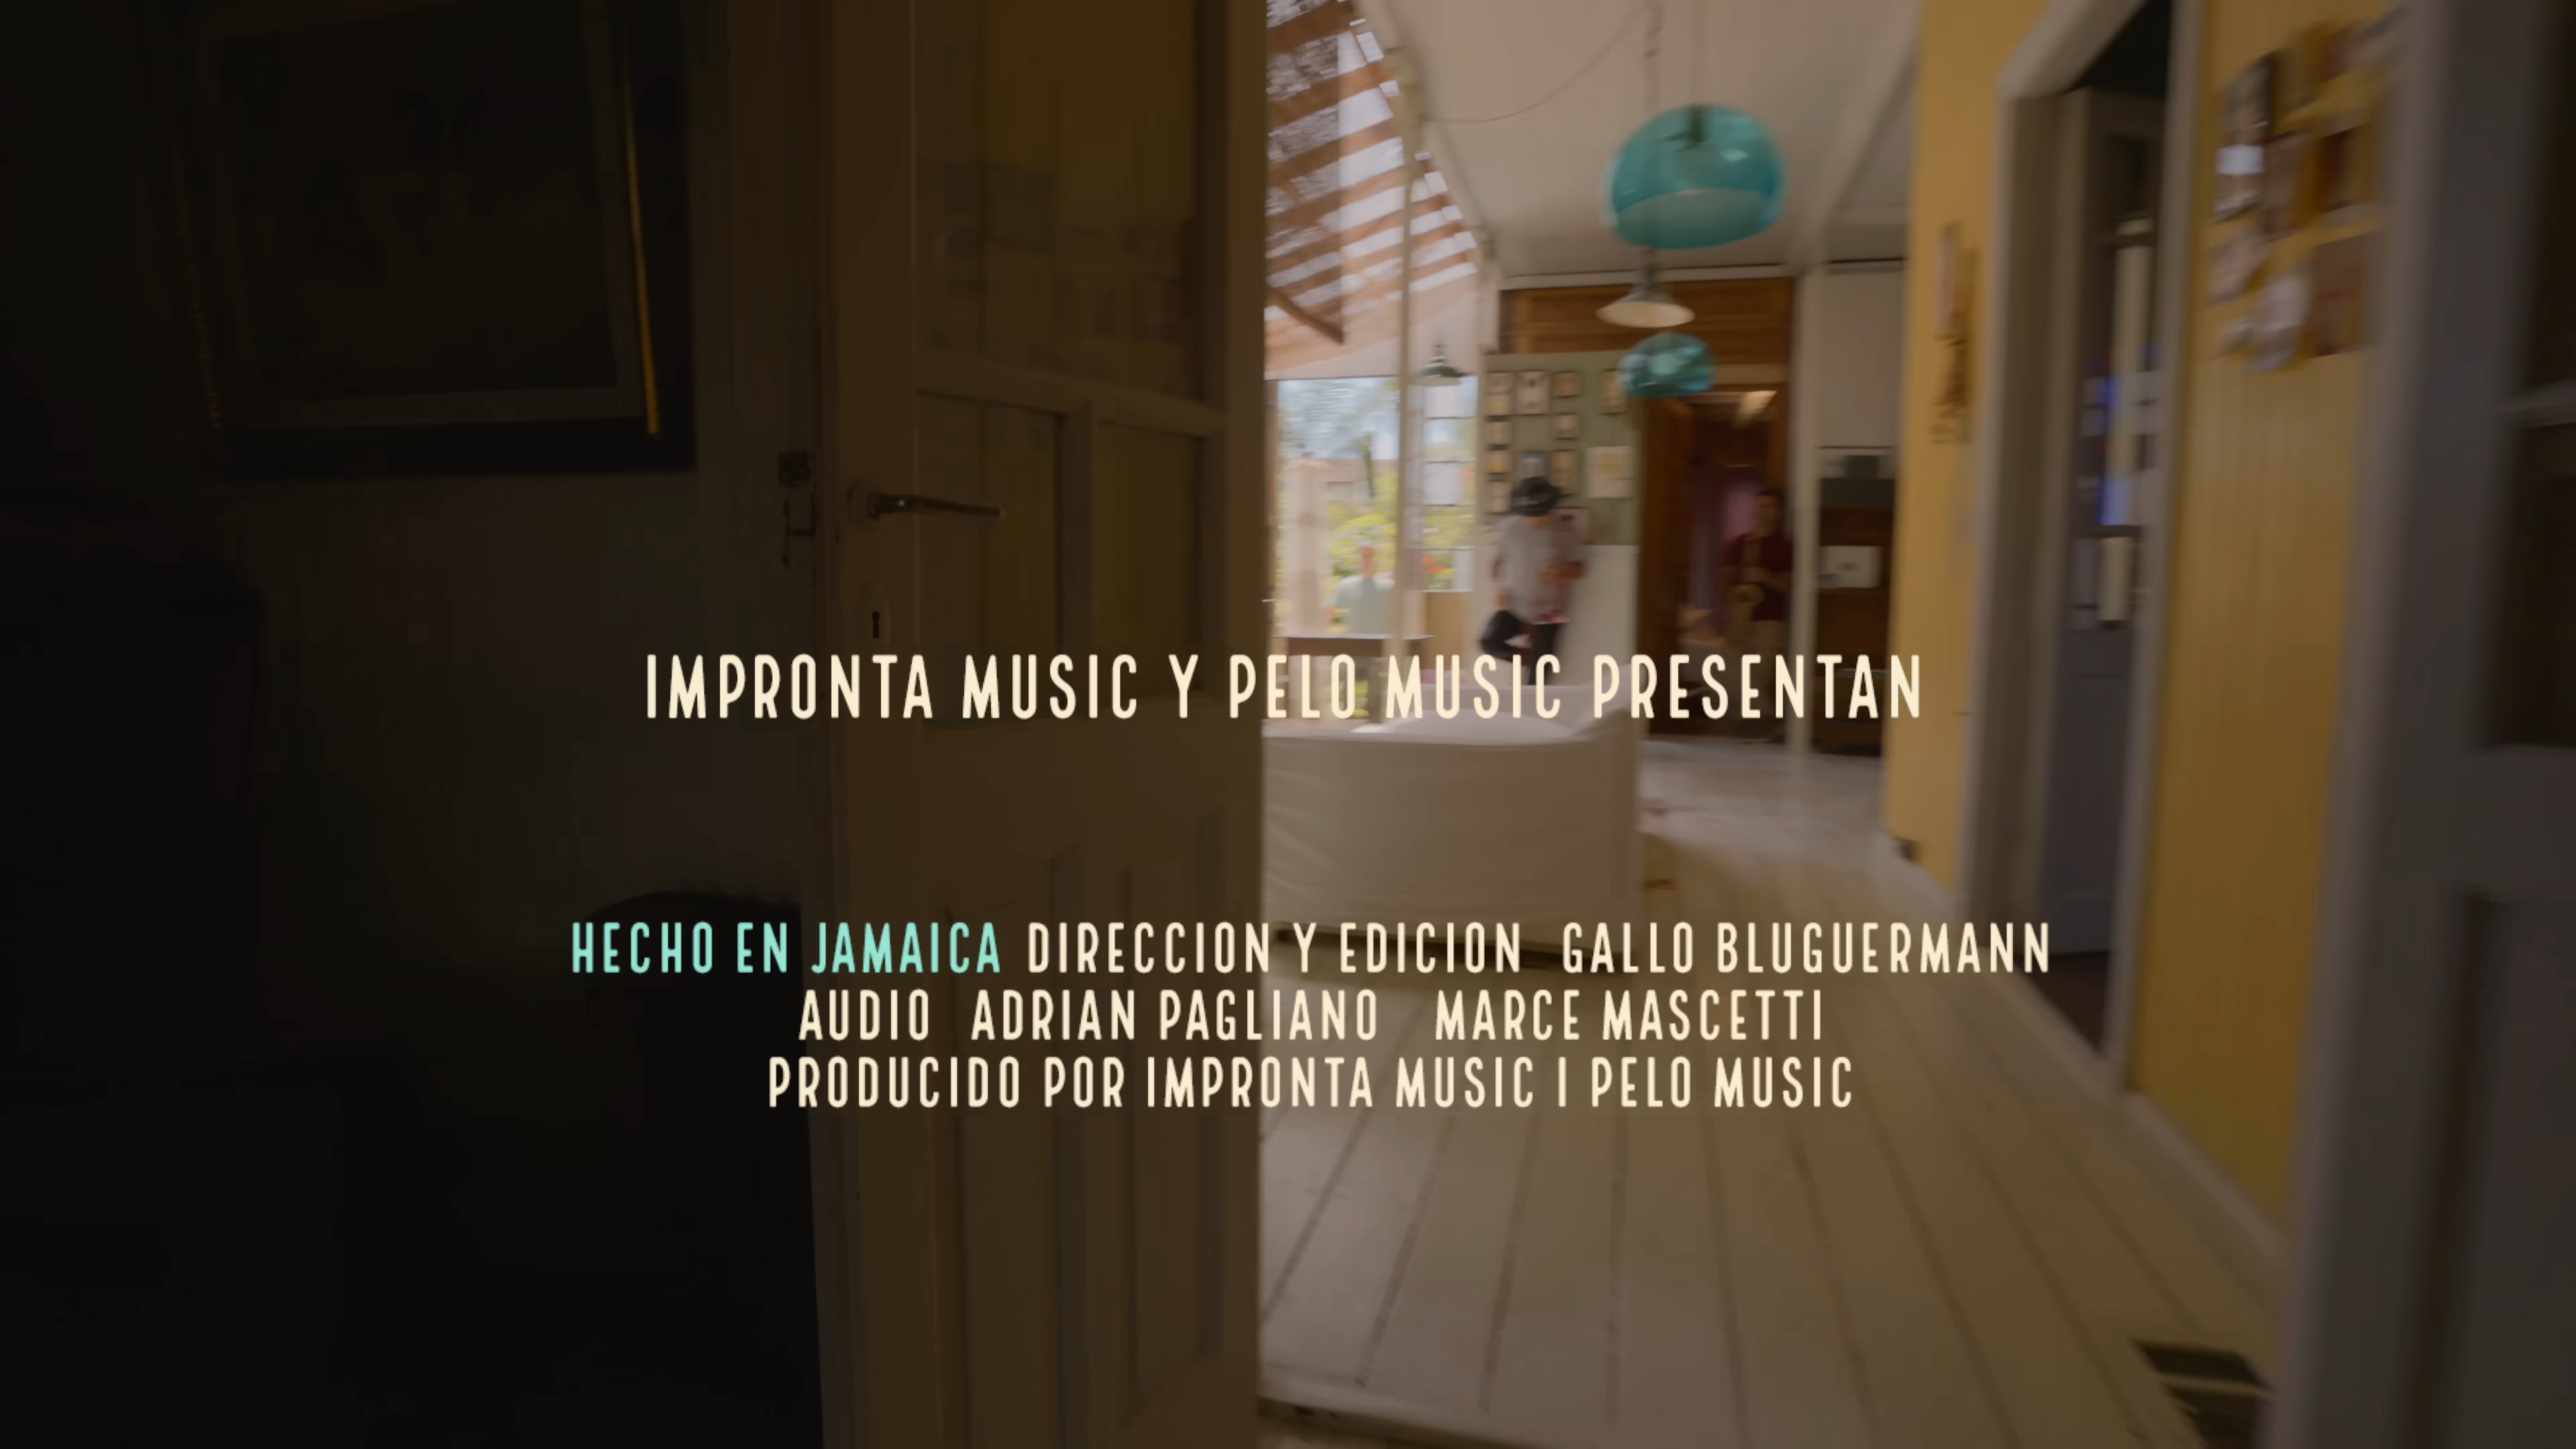 IMPRONTA MUSIC Y PELO MUSIC PRESENTAN
HECHO EN JAMAICA DIRECCION Y EDICION GALLO BLUGUERMANN
AUDIO ADRIAN PAGLIANO MARCE MASCETTI
PRODUCIDO POR IMPRONTA MUSIC | PELO MUSIC